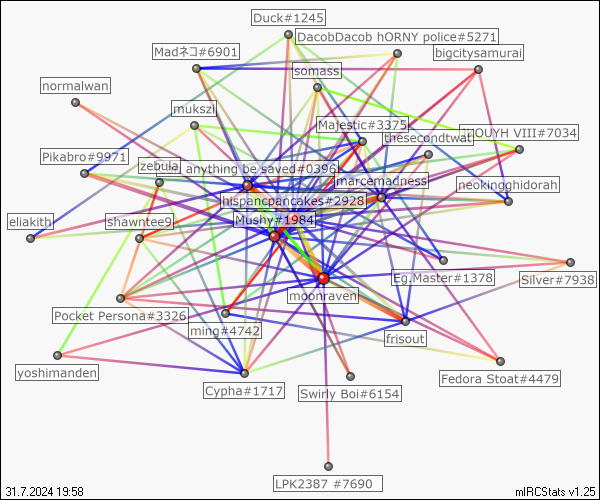 Duck#1245
DacobDacob hORNY police#5271
Madネコ#6901
bigcitysamurai
somass
normalwan
mukszi
Majestic#3375
thesecondtwat
OUYH VIII#7034
Pikabro#9971
zebula
anything be saved#0396
marcemadness
neokingghidorah
hispancpancakes#2928
eliakith
shawntee9
Mushy#1984
Eg.Master#1378
Silver#7938
moonraven
Pocket Persona#3326
ming#4742
frisout
yoshimanden
Cypha#1717
Swirly Boi#6154
Fedora Stoat#4479
LPK2387 #7690
31.7.2024 19:58
mIRCStats v1.25